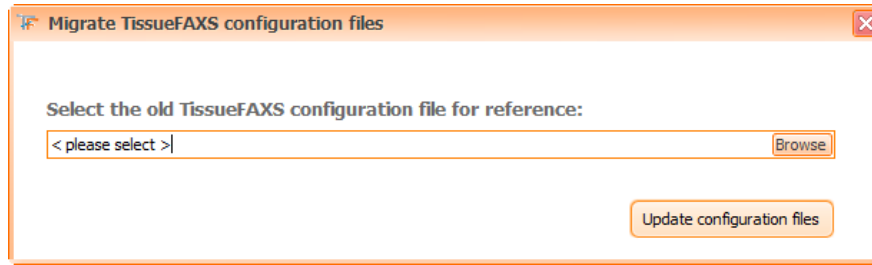 Migrate TissueFAXS configuration files
Select the old TissueFAXS configuration file for reference:
< please select >
Browse
Update configuration files